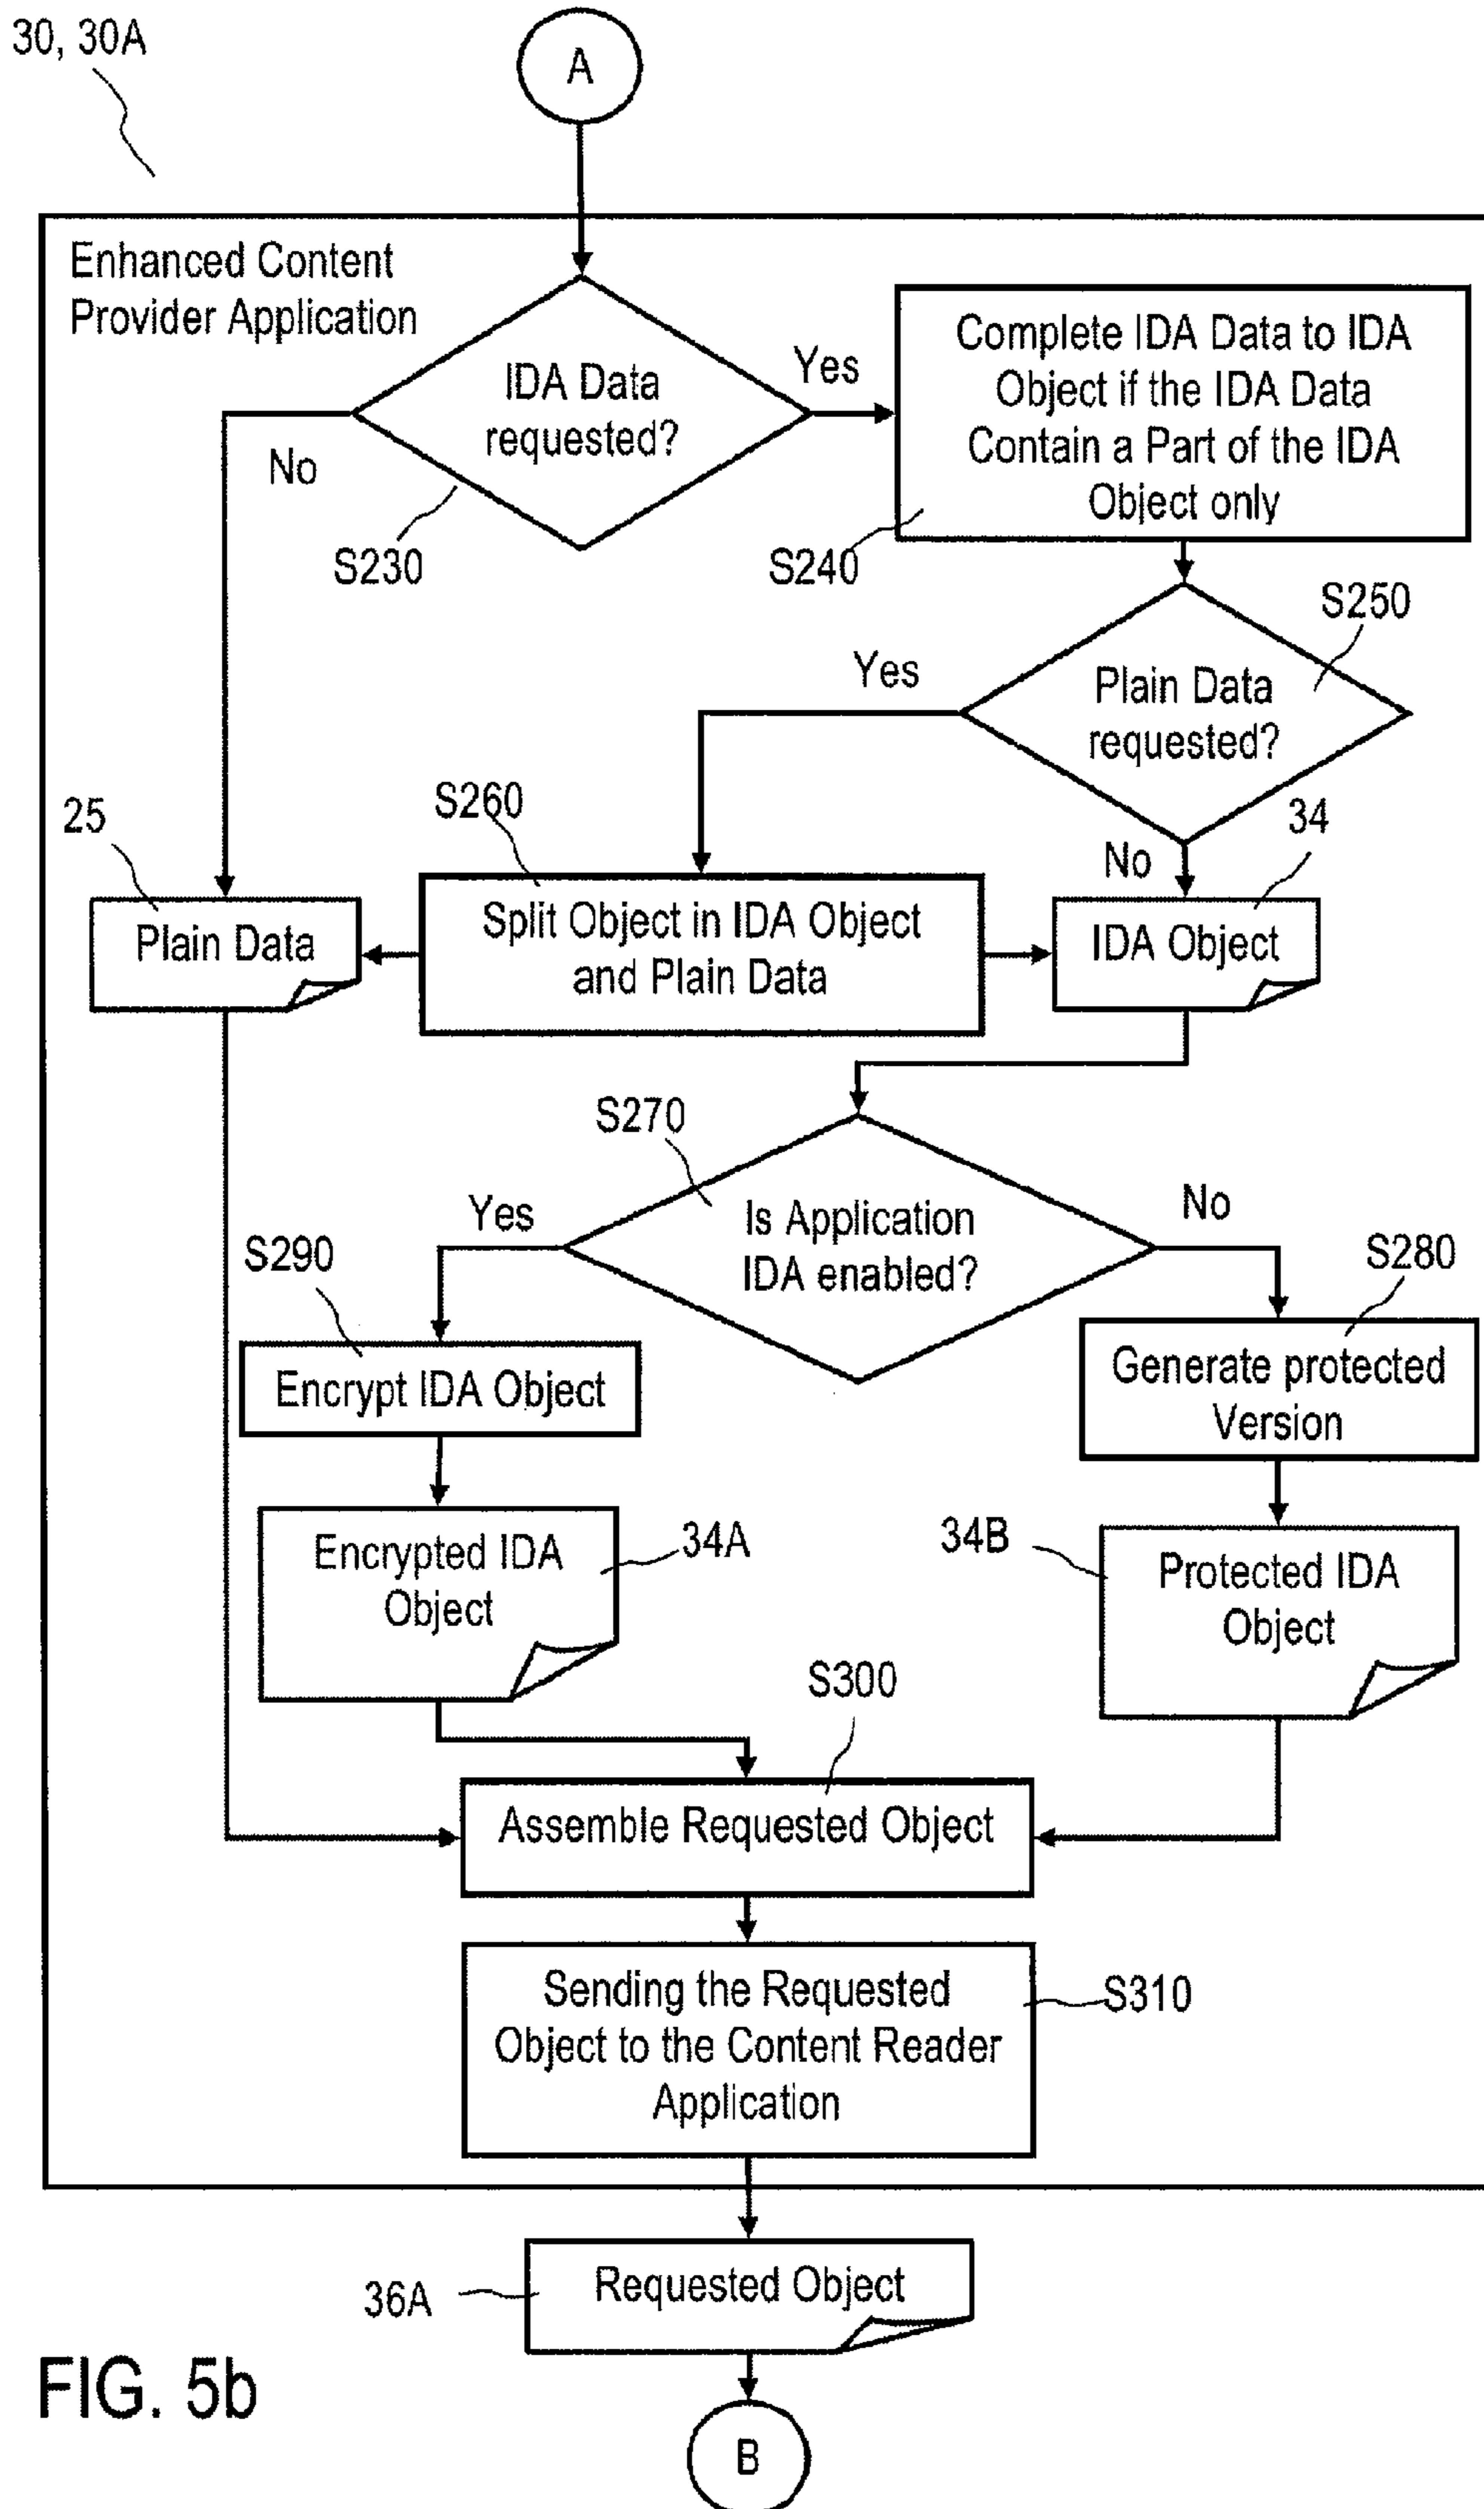 30, 30A
A
Enhanced Content
Provider Application
IDA Data
requested?
Yes
No
S230
Complete IDA Data to IDA
Object if the IDA Data
Contain a Part of the IDA
Object only
S240
S250
Plain Data
requested?
Yes
No
S260
25
34
Plain Data
Split Object in IDA Object
and Plain Data
IDA Object
S270
Is Application
IDA enabled?
Yes
No
S290
S280
Encrypt IDA Object
Generate protected
Version
Encrypted IDA
Object
34A
34B
Protected IDA
Object
S300
Assemble Requested Object
Sending the Requested
Object to the Content Reader
Application
S310
Requested Object
36A
FIG. 5b
B